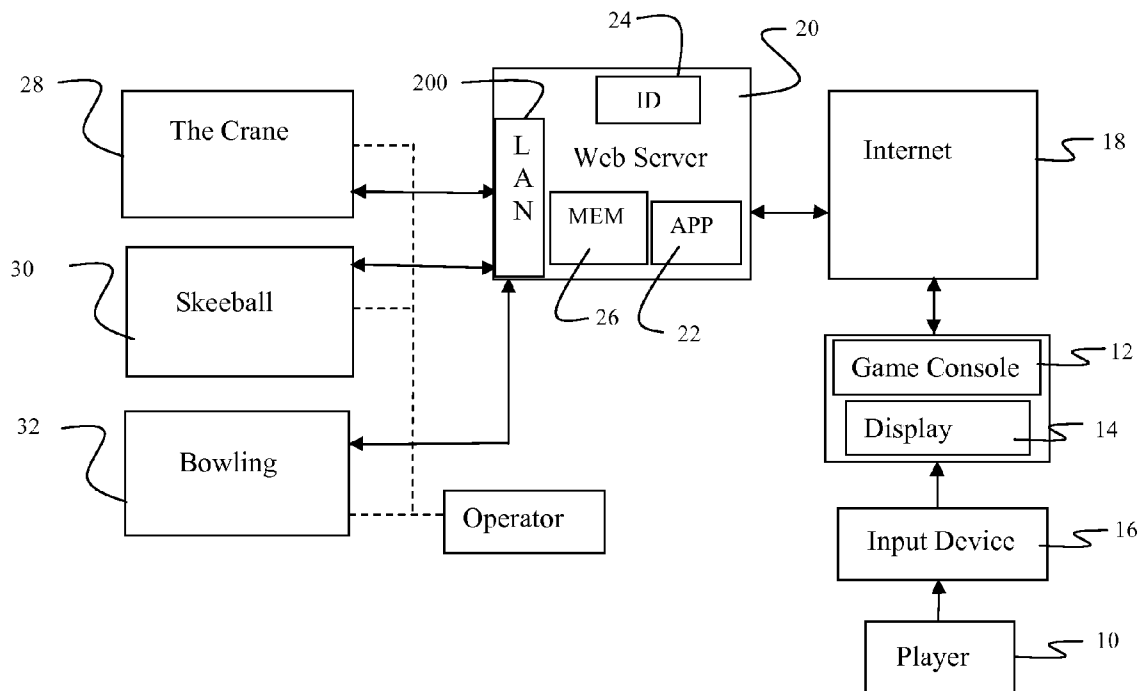 24
20
28
200
ID
The Crane
L
A
N
Web Server
Internet
18
MEM
APP
30
Skeeball
26
22
12
Game Console
32
Display
14
Bowling
Operator
Input Device
16
Player
10